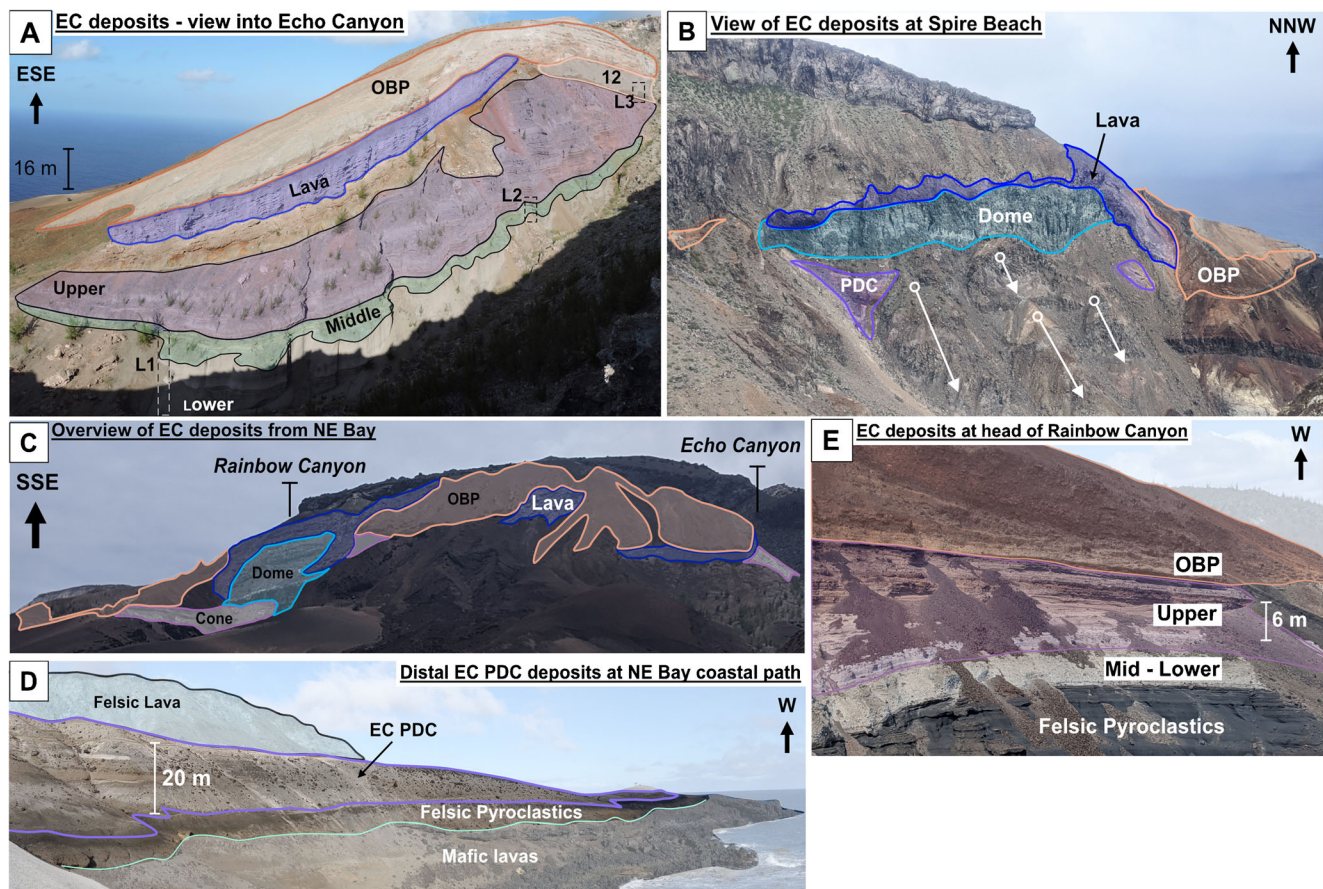 A
EC deposits - view into Echo Canyon
ESE
16 m
OBP
12
L3
Lava
L2
Upper
Middle
L1
Lower
B
View of EC deposits at Spire Beach
NNW
Lava
Dome
PDC
OBP
C
Overview of EC deposits from NE Bay
SSE
Rainbow Canyon
Echo Canyon
OBP
Lava
Dome
Cone
D
Distal EC PDC deposits at NE Bay coastal path
W
Felsic Lava
EC PDC
20 m
Felsic Pyroclastics
Mafic lavas
E
EC deposits at head of Rainbow Canyon
W
OBP
Upper
6 m
Mid - Lower
Felsic Pyroclastics